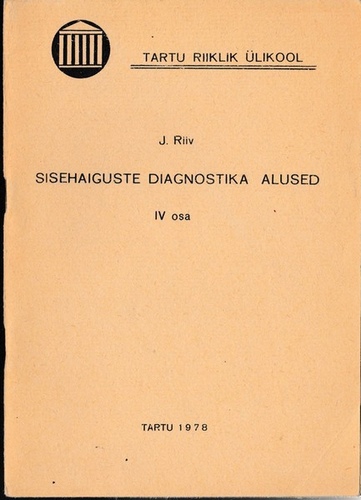 TARTU RIIKLIK ÜLIKOOL
J. Riiv
SISEHAIGUSTE DIAGNOSTIKA ALUSED
IV osa
TARTU 1978